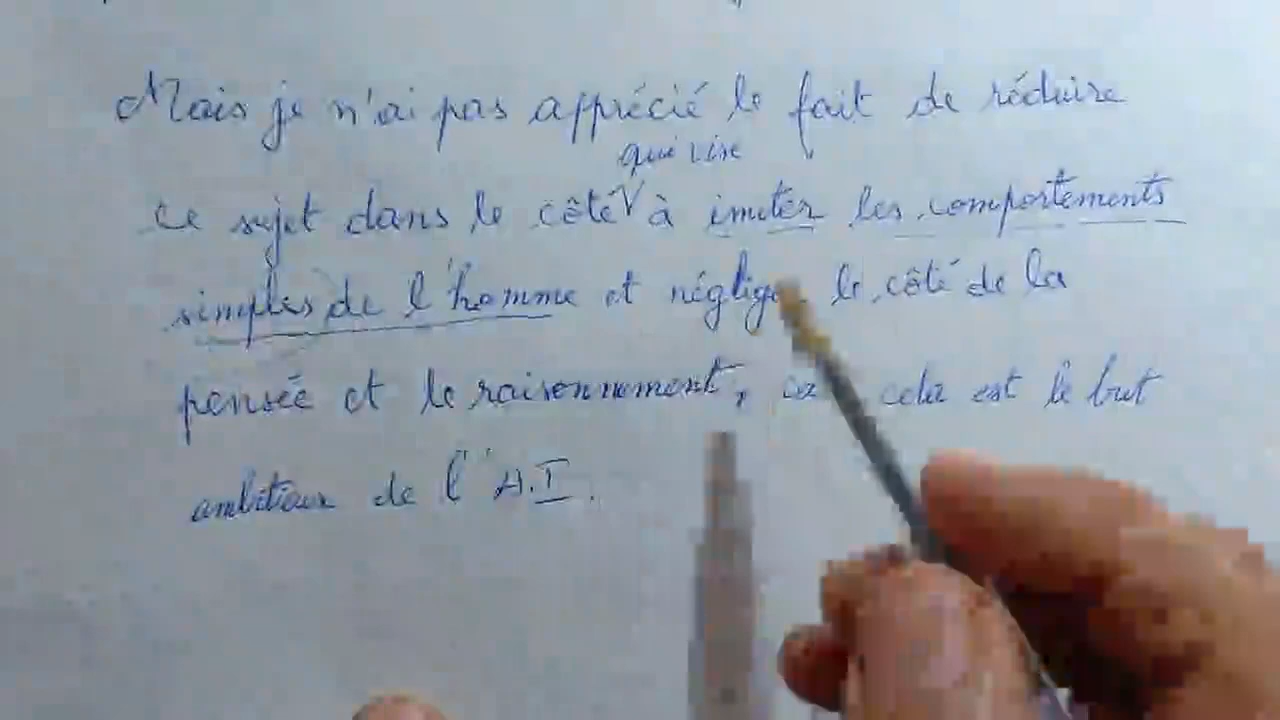 Mais je n'ai pas apprécié le fait de réduire
qui vise
ce sujet dans le côté à imiter les comportements
simples de l'homme et néglige le côté de la
pensée et le raisonnement, cela est le but
ambitieux de l'A.I.